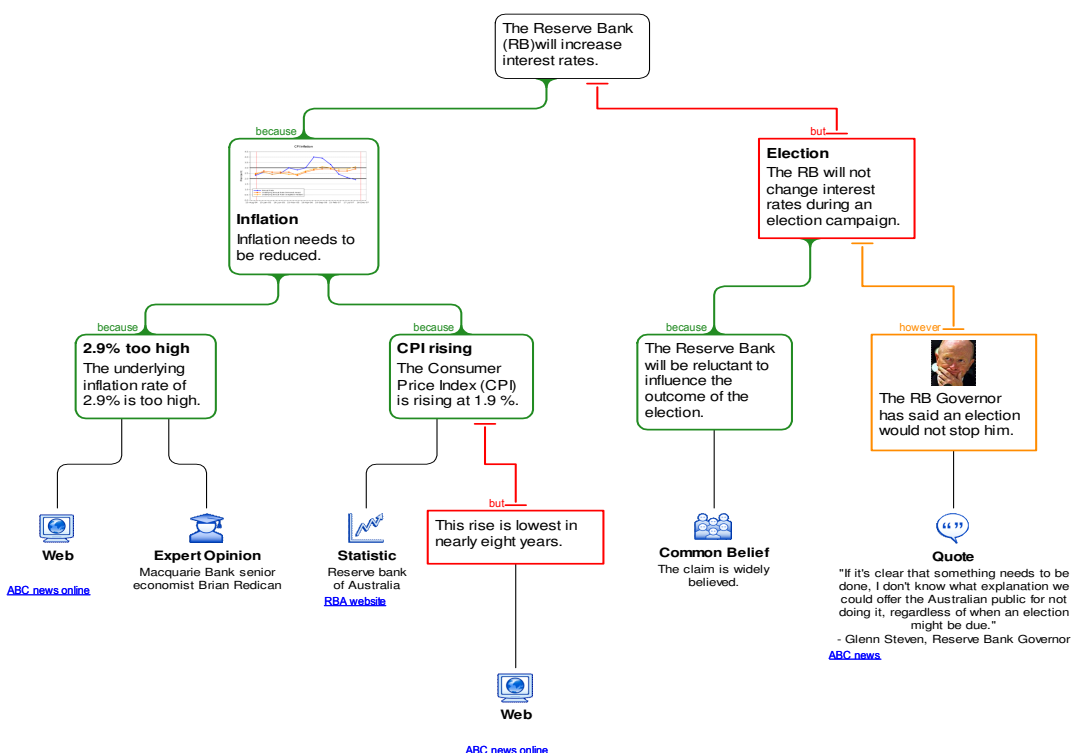 The Reserve Bank
(RB)will increase
interest rates.
because
but
CPI inflation
Inflation
Inflation needs to
be reduced.
Election
The RB will not
change interest
rates during an
election campaign.
because
2.9% too high
The underlying
inflation rate of
2.9% is too high.
because
CPI rising
The Consumer
Price Index (CPI)
is rising at 1.9 %.
because
The Reserve Bank
will be reluctant to
influence the
outcome of the
election.
however
The RB Governor
has said an election
would not stop him.
Web
ABC news online
Expert Opinion
Macquarie Bank senior
economist Brian Redican
Statistic
Reserve bank
of Australia
RBA website
but
This rise is lowest in
nearly eight years.
Web
ABC news online
Common Belief
The claim is widely
believed.
Quote
"If it's clear that something needs to be
done, I don't know what explanation we
could offer the Australian public for not
doing it, regardless of when an election
might be due."
- Glenn Steven, Reserve Bank Governor
ABC news